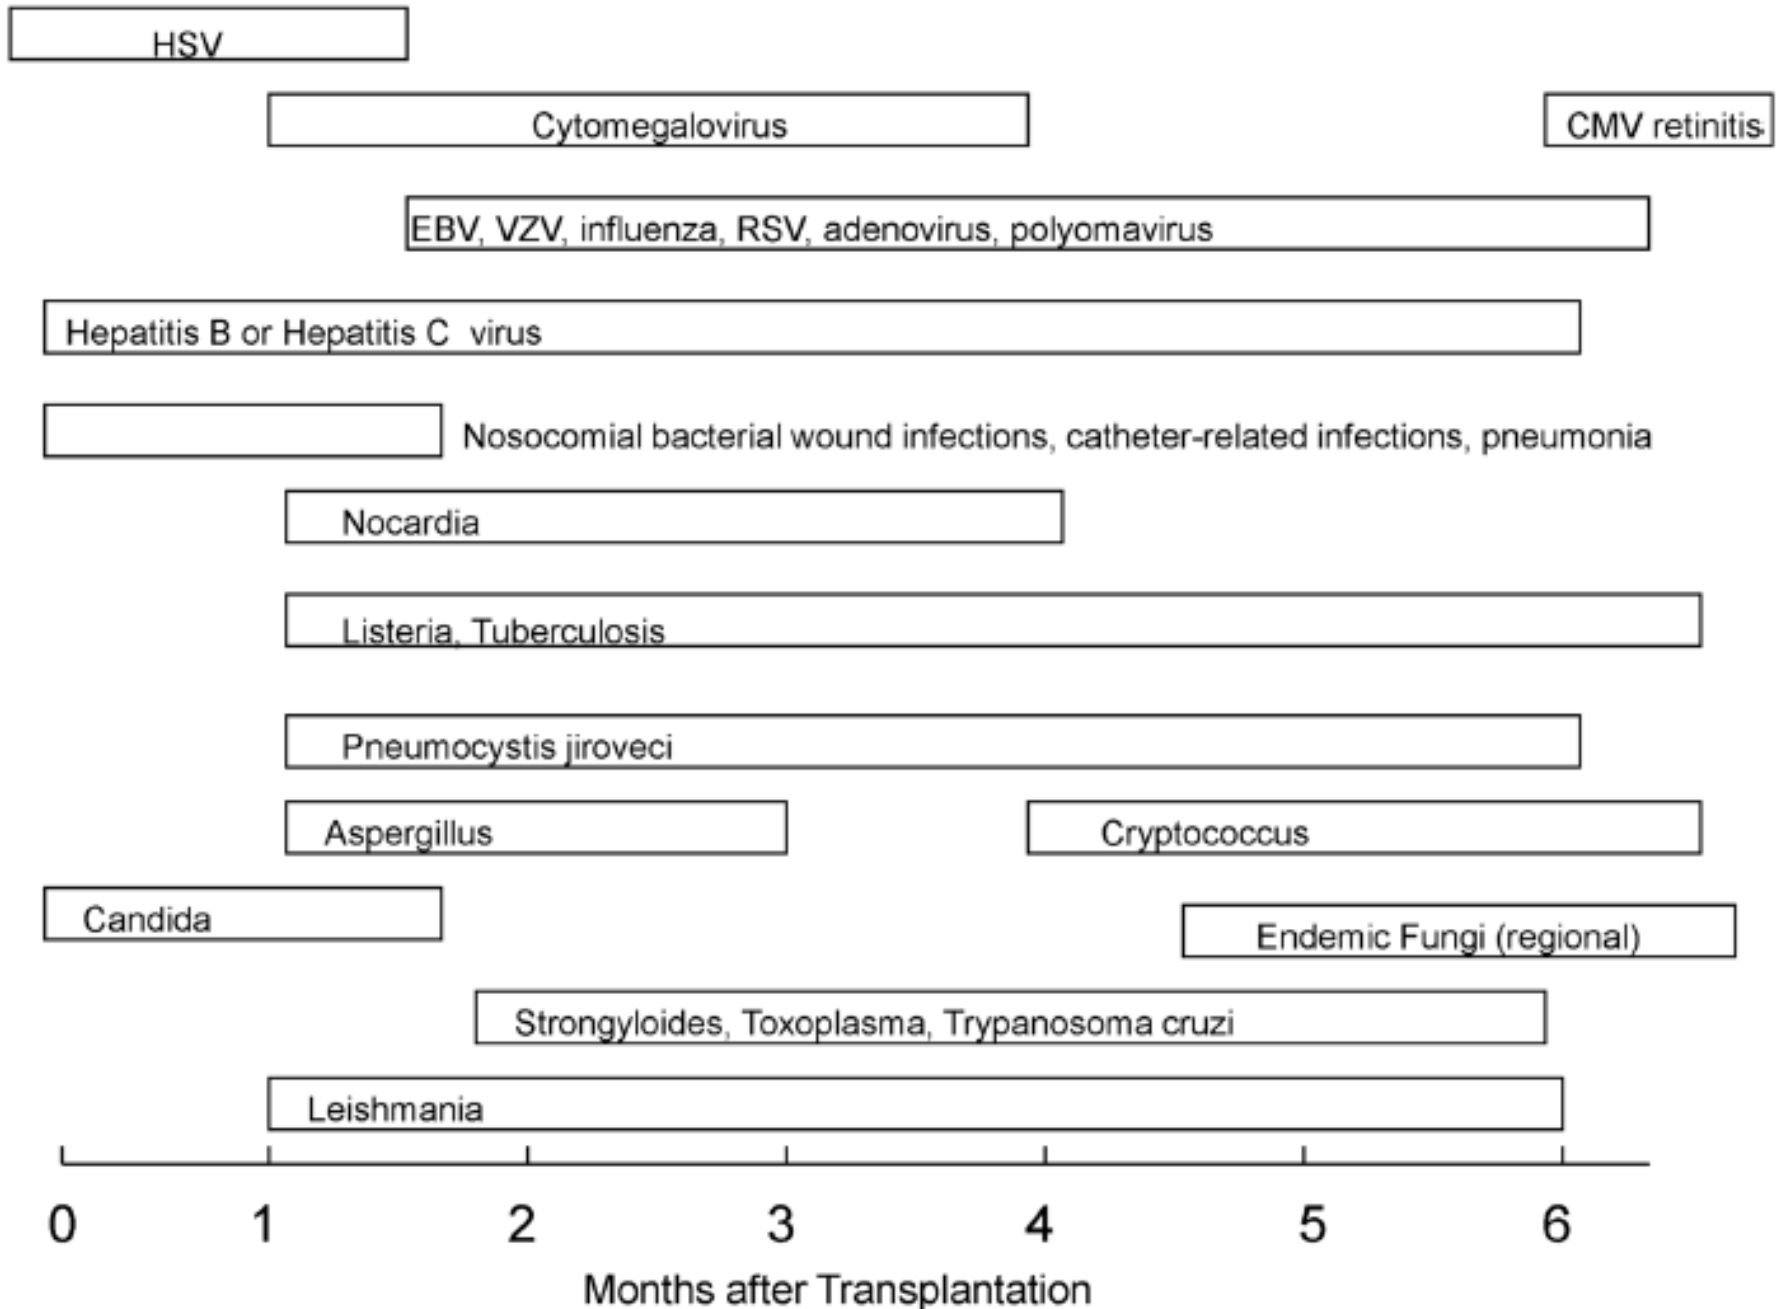 HSV
Cytomegalovirus
CMV retinitis
EBV, VZV, influenza, RSV, adenovirus, polyomavirus
Hepatitis B or Hepatitis C virus
Nosocomial bacterial wound infections, catheter-related infections, pneumonia
Nocardia
Listeria, Tuberculosis
Pneumocystis jiroveci
Aspergillus
Cryptococcus
Candida
Endemic Fungi (regional)
Strongyloides, Toxoplasma, Trypanosoma cruzi
Leishmania
0 1 2 3 4 5 6
Months after Transplantation